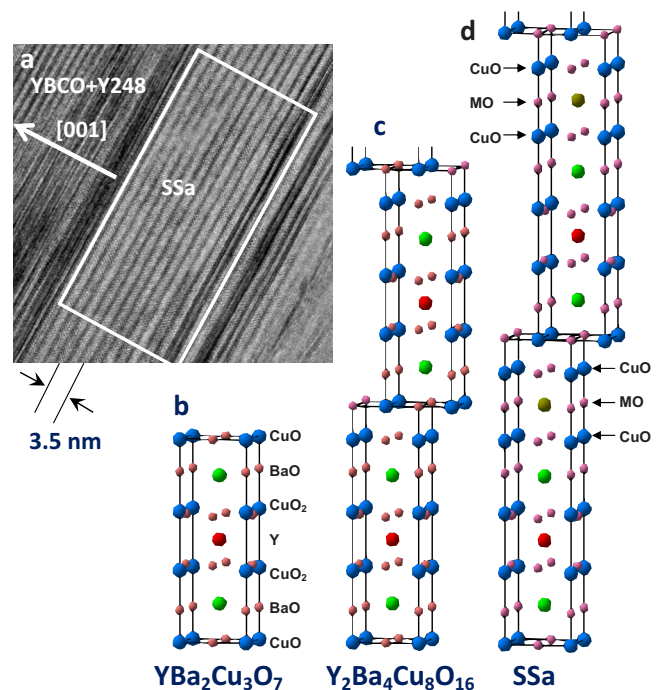 a
YBCO+Y248
[001]
SSa
3.5 nm
b
CuO
BaO
CuO₂
Y
CuO₂
BaO
CuO
YBa₂Cu₃O₇
c
Y₂Ba₄Cu₈O₁₆
d
CuO
MO
CuO
CuO
MO
CuO
SSa